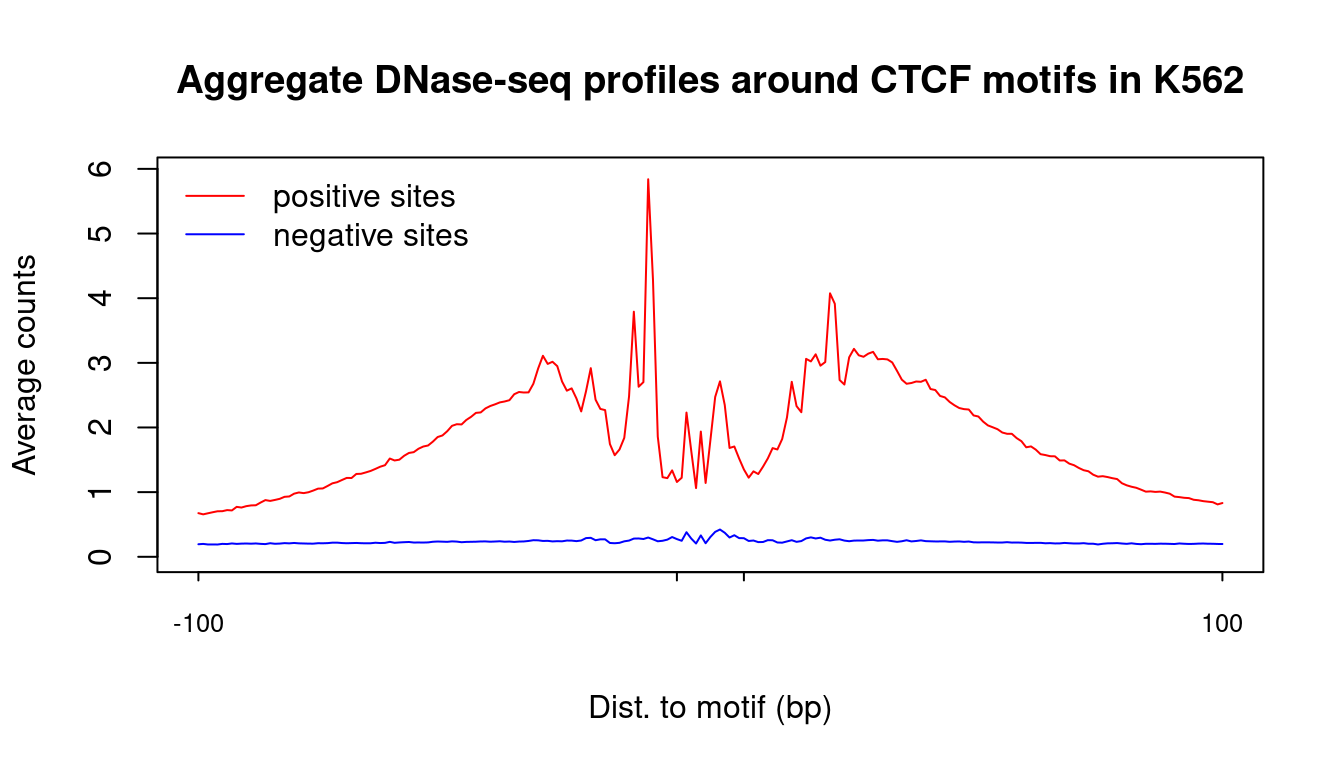 Aggregate DNase-seq profiles around CTCF motifs in K562
6
5
4
3
2
1
0
Average counts
positive sites
negative sites
-100
100
Dist. to motif (bp)